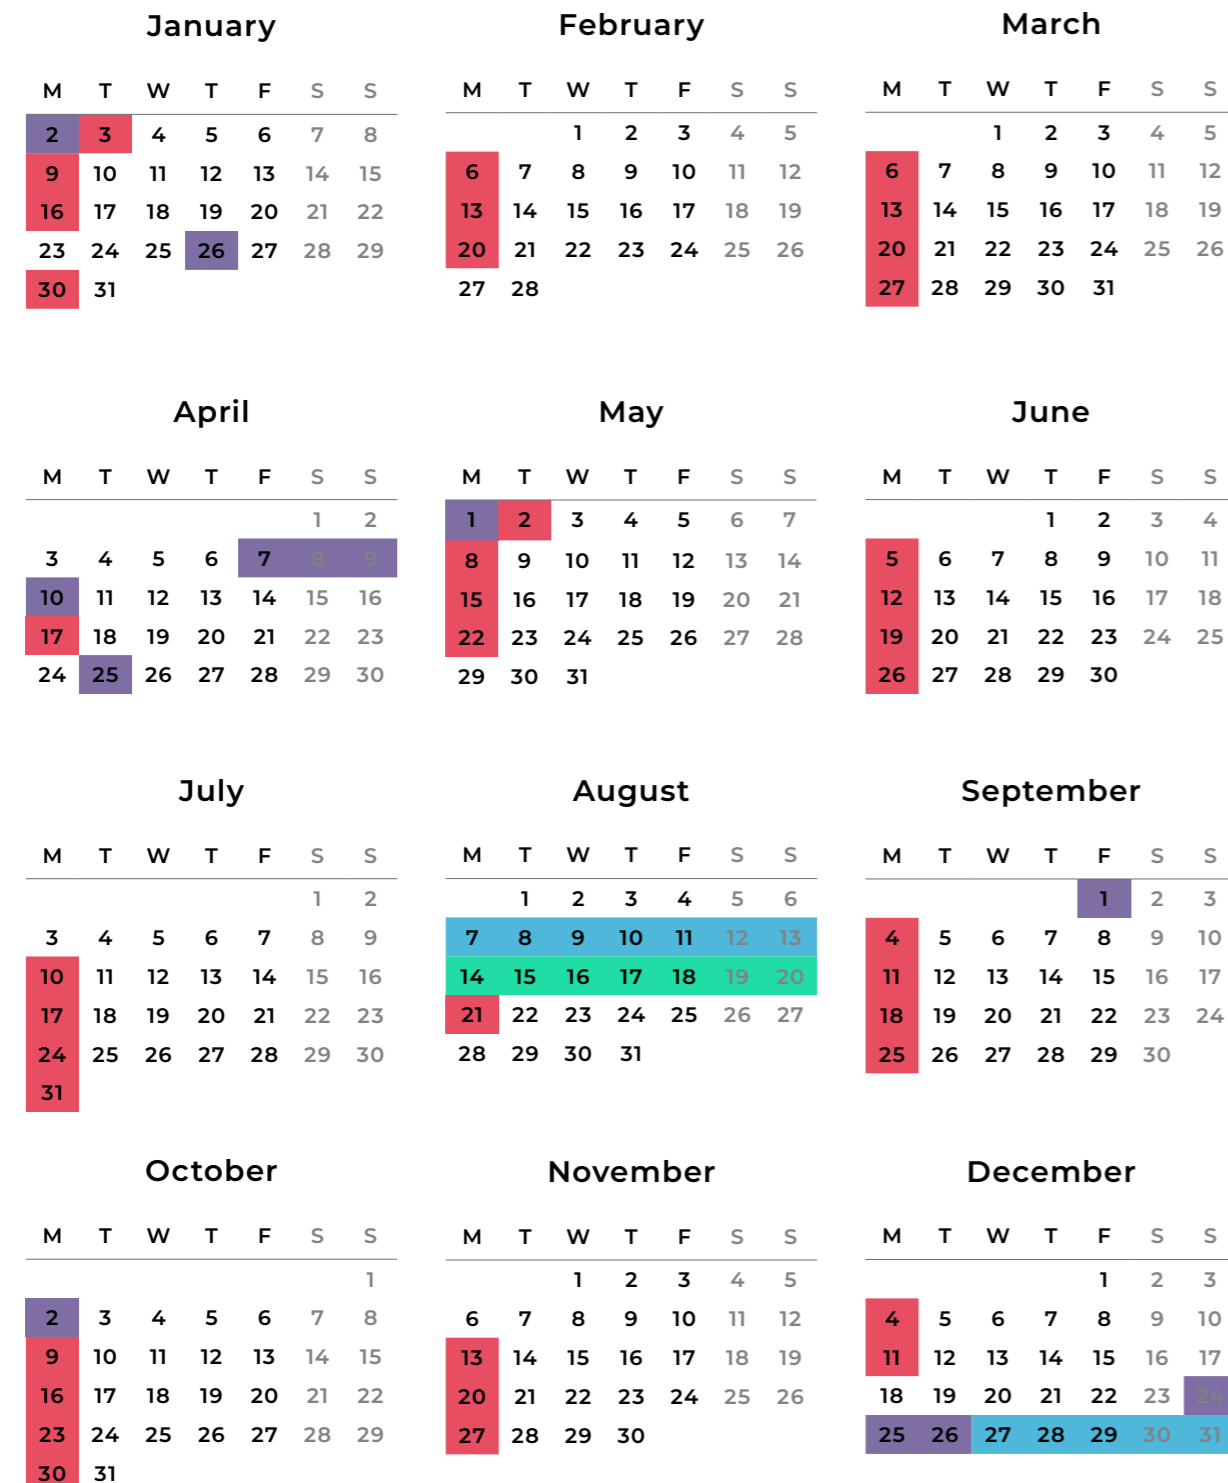 January
M T W T F S S
2 3 4 5 6 7 8
9 10 11 12 13 14 15
16 17 18 19 20 21 22
23 24 25 26 27 28 29
30 31
February
M T W T F S S
1 2 3 4 5
6 7 8 9 10 11 12
13 14 15 16 17 18 19
20 21 22 23 24 25 26
27 28
March
M T W T F S S
1 2 3 4 5
6 7 8 9 10 11 12
13 14 15 16 17 18 19
20 21 22 23 24 25 26
27 28 29 30 31
April
M T W T F S S
1 2
3 4 5 6 7 8 9
10 11 12 13 14 15 16
17 18 19 20 21 22 23
24 25 26 27 28 29 30
May
M T W T F S S
1 2 3 4 5 6 7
8 9 10 11 12 13 14
15 16 17 18 19 20 21
22 23 24 25 26 27 28
29 30 31
June
M T W T F S S
1 2 3 4
5 6 7 8 9 10 11
12 13 14 15 16 17 18
19 20 21 22 23 24 25
26 27 28 29 30
July
M T W T F S S
1 2
3 4 5 6 7 8 9
10 11 12 13 14 15 16
17 18 19 20 21 22 23
24 25 26 27 28 29 30
31
August
M T W T F S S
1 2 3 4 5 6
7 8 9 10 11 12 13
14 15 16 17 18 19 20
21 22 23 24 25 26 27
28 29 30 31
September
M T W T F S S
1 2 3
4 5 6 7 8 9 10
11 12 13 14 15 16 17
18 19 20 21 22 23 24
25 26 27 28 29 30
October
M T W T F S S
1
2 3 4 5 6 7 8
9 10 11 12 13 14 15
16 17 18 19 20 21 22
23 24 25 26 27 28 29
30 31
November
M T W T F S S
1 2 3 4 5
6 7 8 9 10 11 12
13 14 15 16 17 18 19
20 21 22 23 24 25 26
27 28 29 30
December
M T W T F S S
1 2 3
4 5 6 7 8 9 10
11 12 13 14 15 16 17
18 19 20 21 22 23 24
25 26 27 28 29 30 31